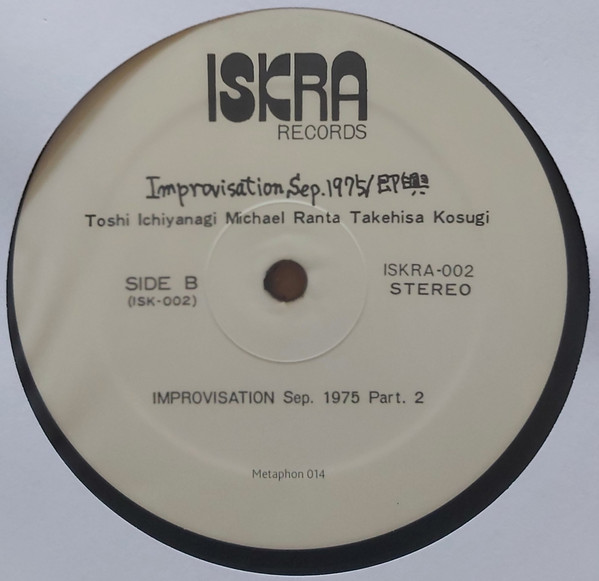 ISKRA
RECORDS
Improvisation, Sep. 1975/即興
Toshi Ichiyanagi Michael Ranta Takehisa Kosugi
SIDE B
(ISK-002)
ISKRA-002
STEREO
IMPROVISATION Sep. 1975 Part. 2
Metaphon 014